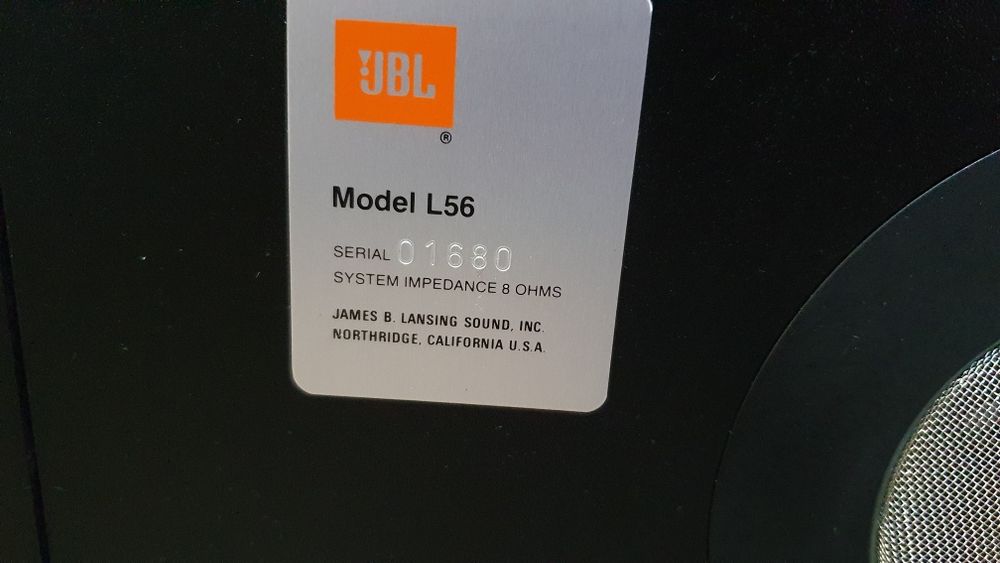 JBL
®
Model L56
SERIAL 01680
SYSTEM IMPEDANCE 8 OHMS
JAMES B. LANSING SOUND, INC.
NORTHRIDGE, CALIFORNIA U.S.A.